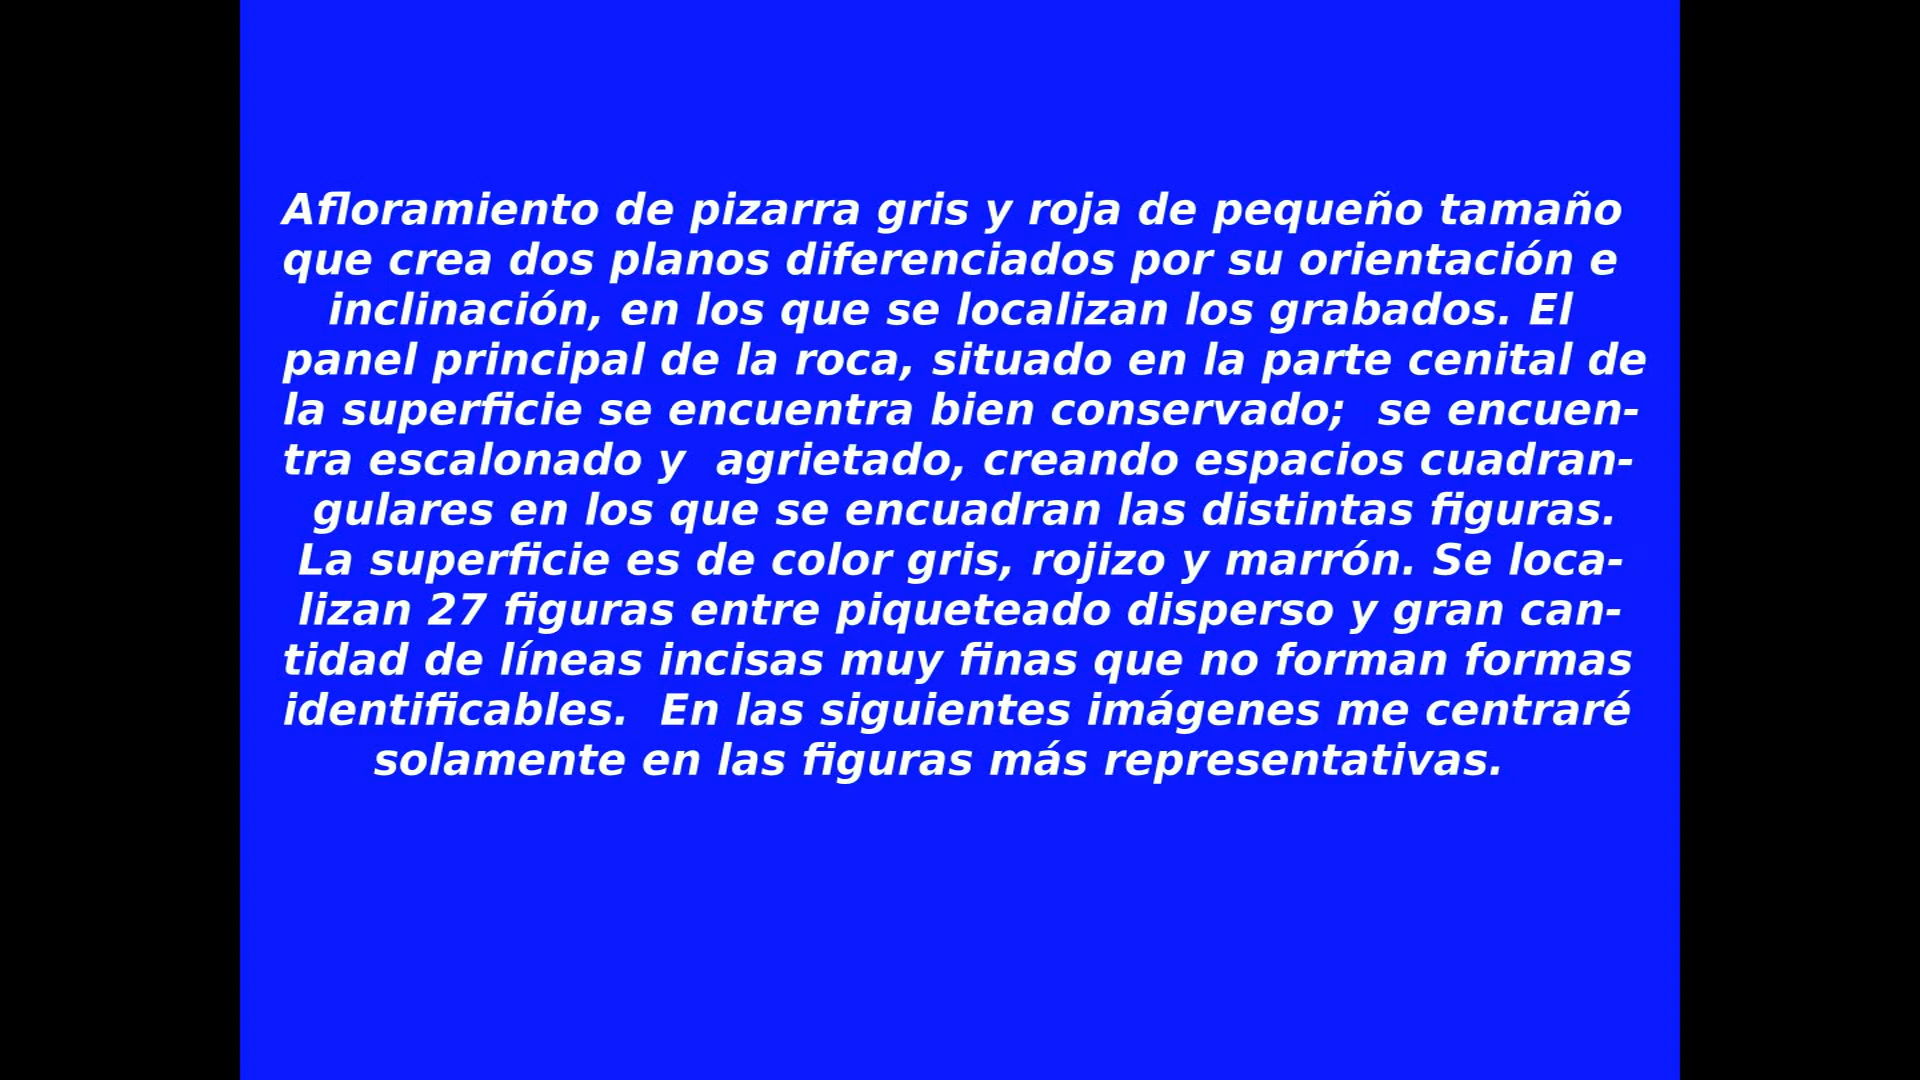 Afloramiento de pizarra gris y roja de pequeño tamaño
que crea dos planos diferenciados por su orientación e
inclinación, en los que se localizan los grabados. El
panel principal de la roca, situado en la parte cenital de
la superficie se encuentra bien conservado;  se encuen-
tra escalonado y  agrietado, creando espacios cuadran-
gulares en los que se encuadran las distintas figuras.
La superficie es de color gris, rojizo y marrón. Se loca-
lizan 27 figuras entre piqueteado disperso y gran can-
tidad de líneas incisas muy finas que no forman formas
identificables.  En las siguientes imágenes me centraré
solamente en las figuras más representativas.